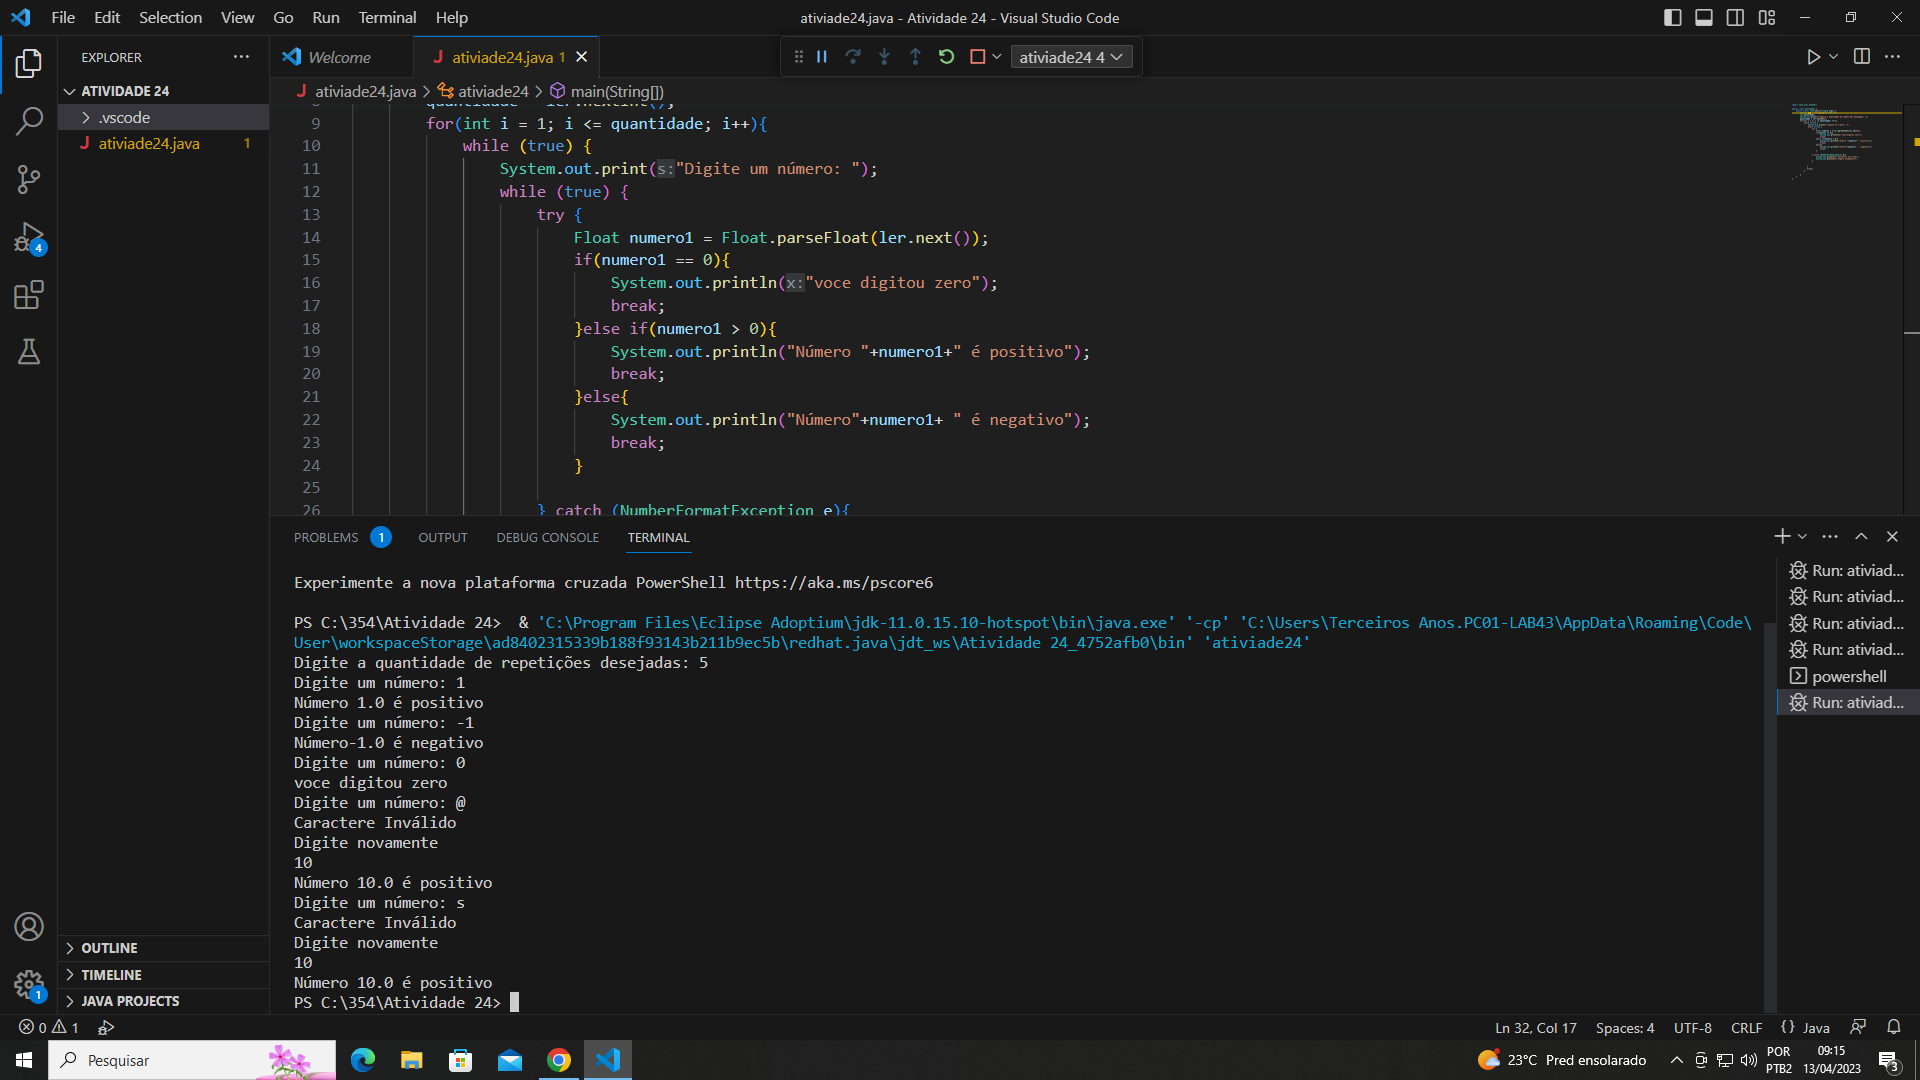 File Edit Selection View Go Run Terminal Help
ativiade24.java - Atividade 24 - Visual Studio Code
EXPLORER
Welcome
J ativiade24.java 1
ativiade24 4
ATIVIDADE 24
.vscode
J ativiade24.java 1
J ativiade24.java > ativiade24 > main(String[])
9 for(int i = 1; i <= quantidade; i++){
10 while (true) {
11 System.out.print(s:"Digite um número: ");
12 while (true) {
13 try {
14 Float numero1 = Float.parseFloat(ler.next());
15 if(numero1 == 0){
16 System.out.println(x:"voce digitou zero");
17 break;
18 }else if(numero1 > 0){
19 System.out.println("Número "+numero1+" é positivo");
20 break;
21 }else{
22 System.out.println("Número"+numero1+ " é negativo");
23 break;
24 }
25
26 } catch (NumberFormatException e){
PROBLEMS 1 OUTPUT DEBUG CONSOLE TERMINAL
Experimente a nova plataforma cruzada PowerShell https://aka.ms/pscore6
PS C:\354\Atividade 24>  & 'C:\Program Files\Eclipse Adoptium\jdk-11.0.15.10-hotspot\bin\java.exe' '-cp' 'C:\Users\Terceiros Anos.PC01-LAB43\AppData\Roaming\Code\
User\workspaceStorage\ad8402315339b188f93143b211b9ec5b\redhat.java\jdt_ws\Atividade 24_4752afb0\bin' 'ativiade24'
Digite a quantidade de repetições desejadas: 5
Digite um número: 1
Número 1.0 é positivo
Digite um número: -1
Número-1.0 é negativo
Digite um número: 0
voce digitou zero
Digite um número: @
Caractere Inválido
Digite novamente
10
Número 10.0 é positivo
Digite um número: s
Caractere Inválido
Digite novamente
10
Número 10.0 é positivo
PS C:\354\Atividade 24>
Run: ativiad...
Run: ativiad...
Run: ativiad...
Run: ativiad...
powershell
Run: ativiad...
4
1
OUTLINE
TIMELINE
JAVA PROJECTS
0 1
Ln 32, Col 17 Spaces: 4 UTF-8 CRLF {} Java
Pesquisar
23°C Pred ensolarado
POR
PTB2
09:15
13/04/2023
3